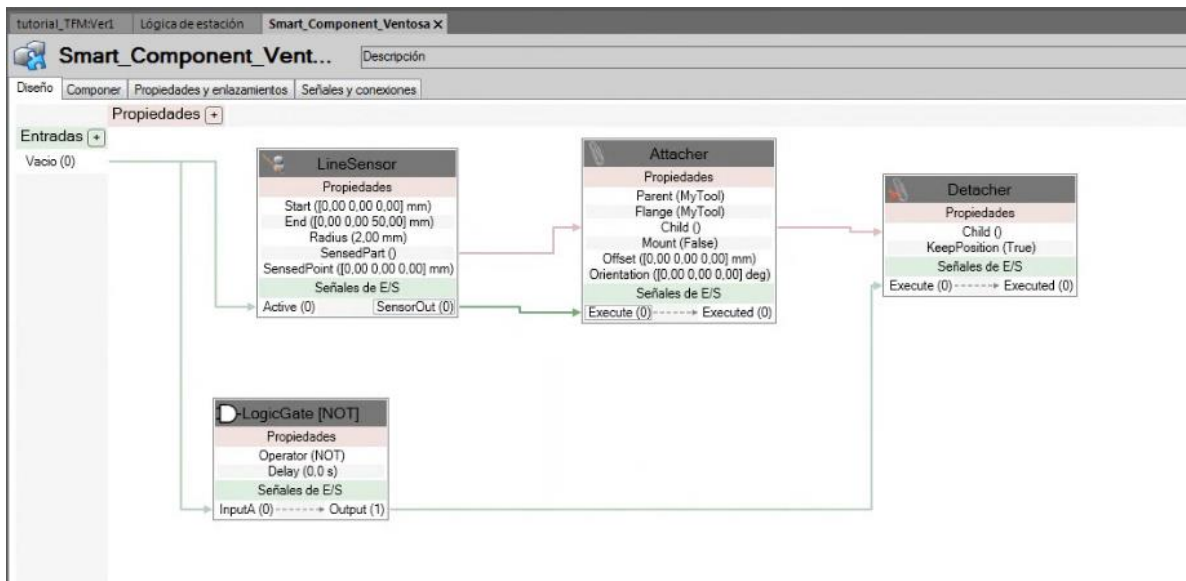 tutorial_TFM:Ver1 Lógica de estación Smart_Component_Ventosa X
Smart_Component_Vent... Descripción
Diseño Componer Propiedades y enlazamientos Señales y conexiones
Propiedades +
Entradas +
Vacio (0)
LineSensor
Propiedades
Start ([0,00 0,00 0,00] mm)
End ([0,00 0,00 50,00] mm)
Radius (2,00 mm)
SensedPart ()
SensedPoint ([0,00 0,00 0,00] mm)
Señales de E/S
Active (0) SensorOut (0)
Attacher
Propiedades
Parent (MyTool)
Flange (MyTool)
Child ()
Mount (False)
Offset ([0,00 0,00 0,00] mm)
Orientation ([0,00 0,00 0,00] deg)
Señales de E/S
Execute (0) Executed (0)
Detacher
Propiedades
Child ()
KeepPosition (True)
Señales de E/S
Execute (0) Executed (0)
LogicGate [NOT]
Propiedades
Operator (NOT)
Delay (0,0 s)
Señales de E/S
InputA (0) Output (1)